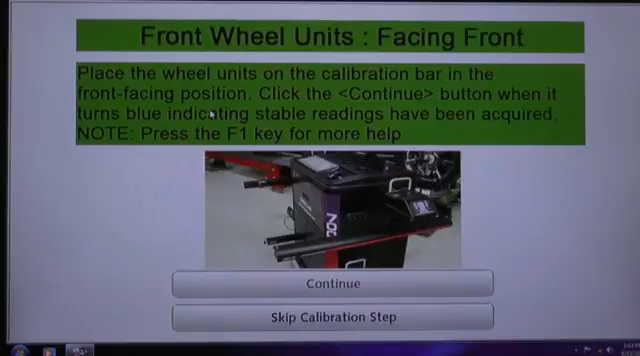 Front Wheel Units : Facing Front
Place the wheel units on the calibration bar in the
front-facing position. Click the <Continue> button when it
turns blue indicating stable readings have been acquired.
NOTE: Press the F1 key for more help
Continue
Skip Calibration Step